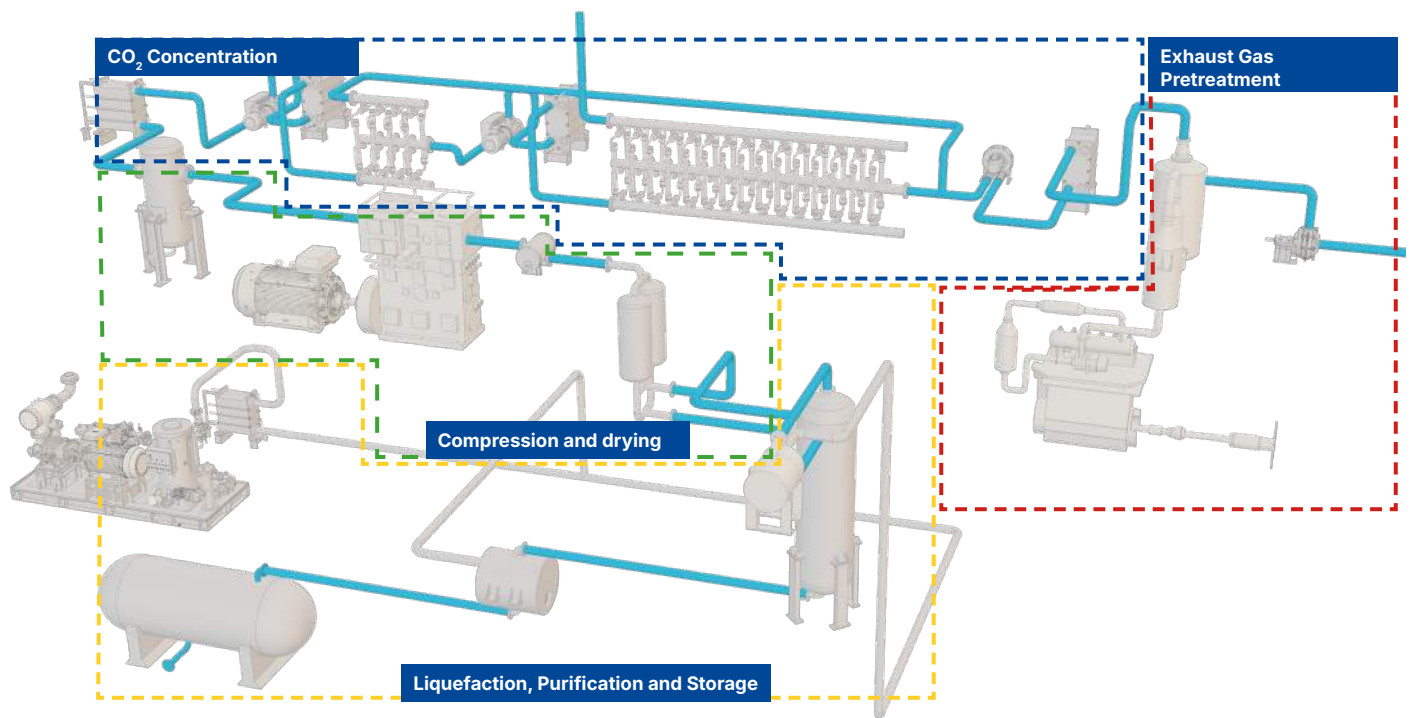 CO₂ Concentration
Exhaust Gas
Pretreatment
Compression and drying
Liquefaction, Purification and Storage